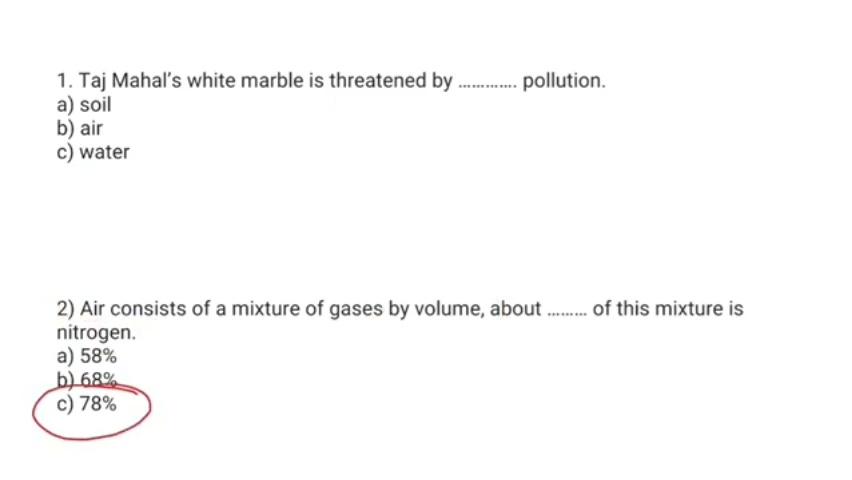 1. Taj Mahal's white marble is threatened by ............. pollution.
a) soil
b) air
c) water
2) Air consists of a mixture of gases by volume, about ......... of this mixture is
nitrogen.
a) 58%
b) 68%
c) 78%